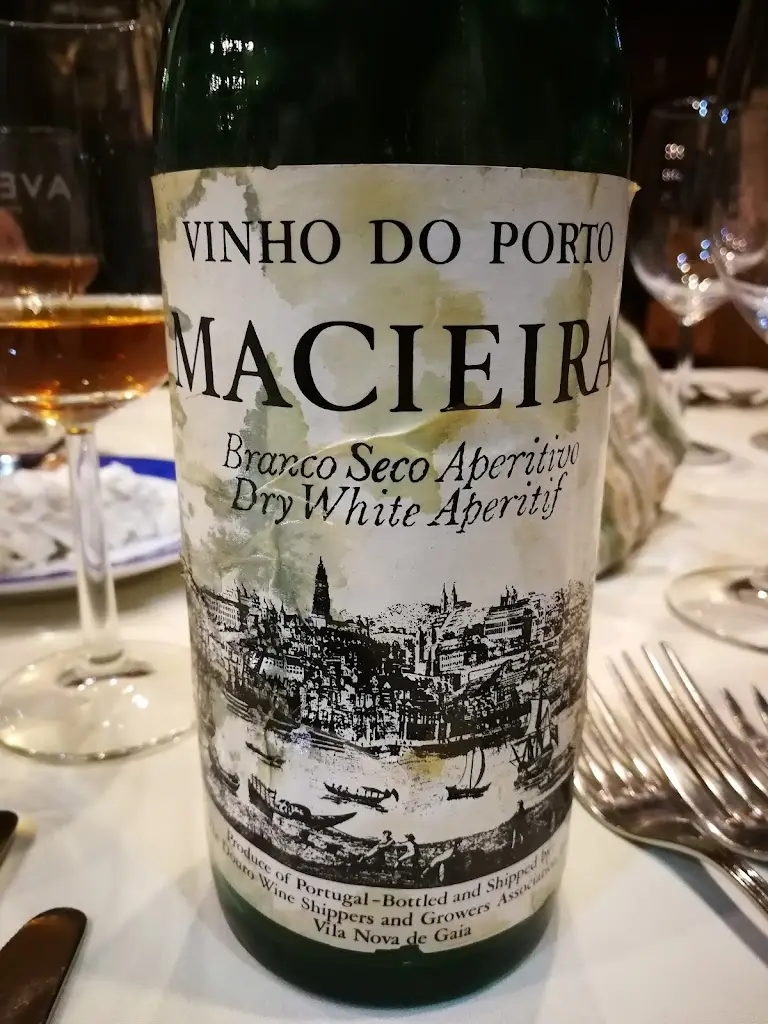 VINHO DO PORTO
MACIEIRA
Branco Seco Aperitivo
Dry White Aperitif
Produce of Portugal-Bottled and Shipped by
Douro Wine Shippers and Growers Association
Vila Nova de Gaia